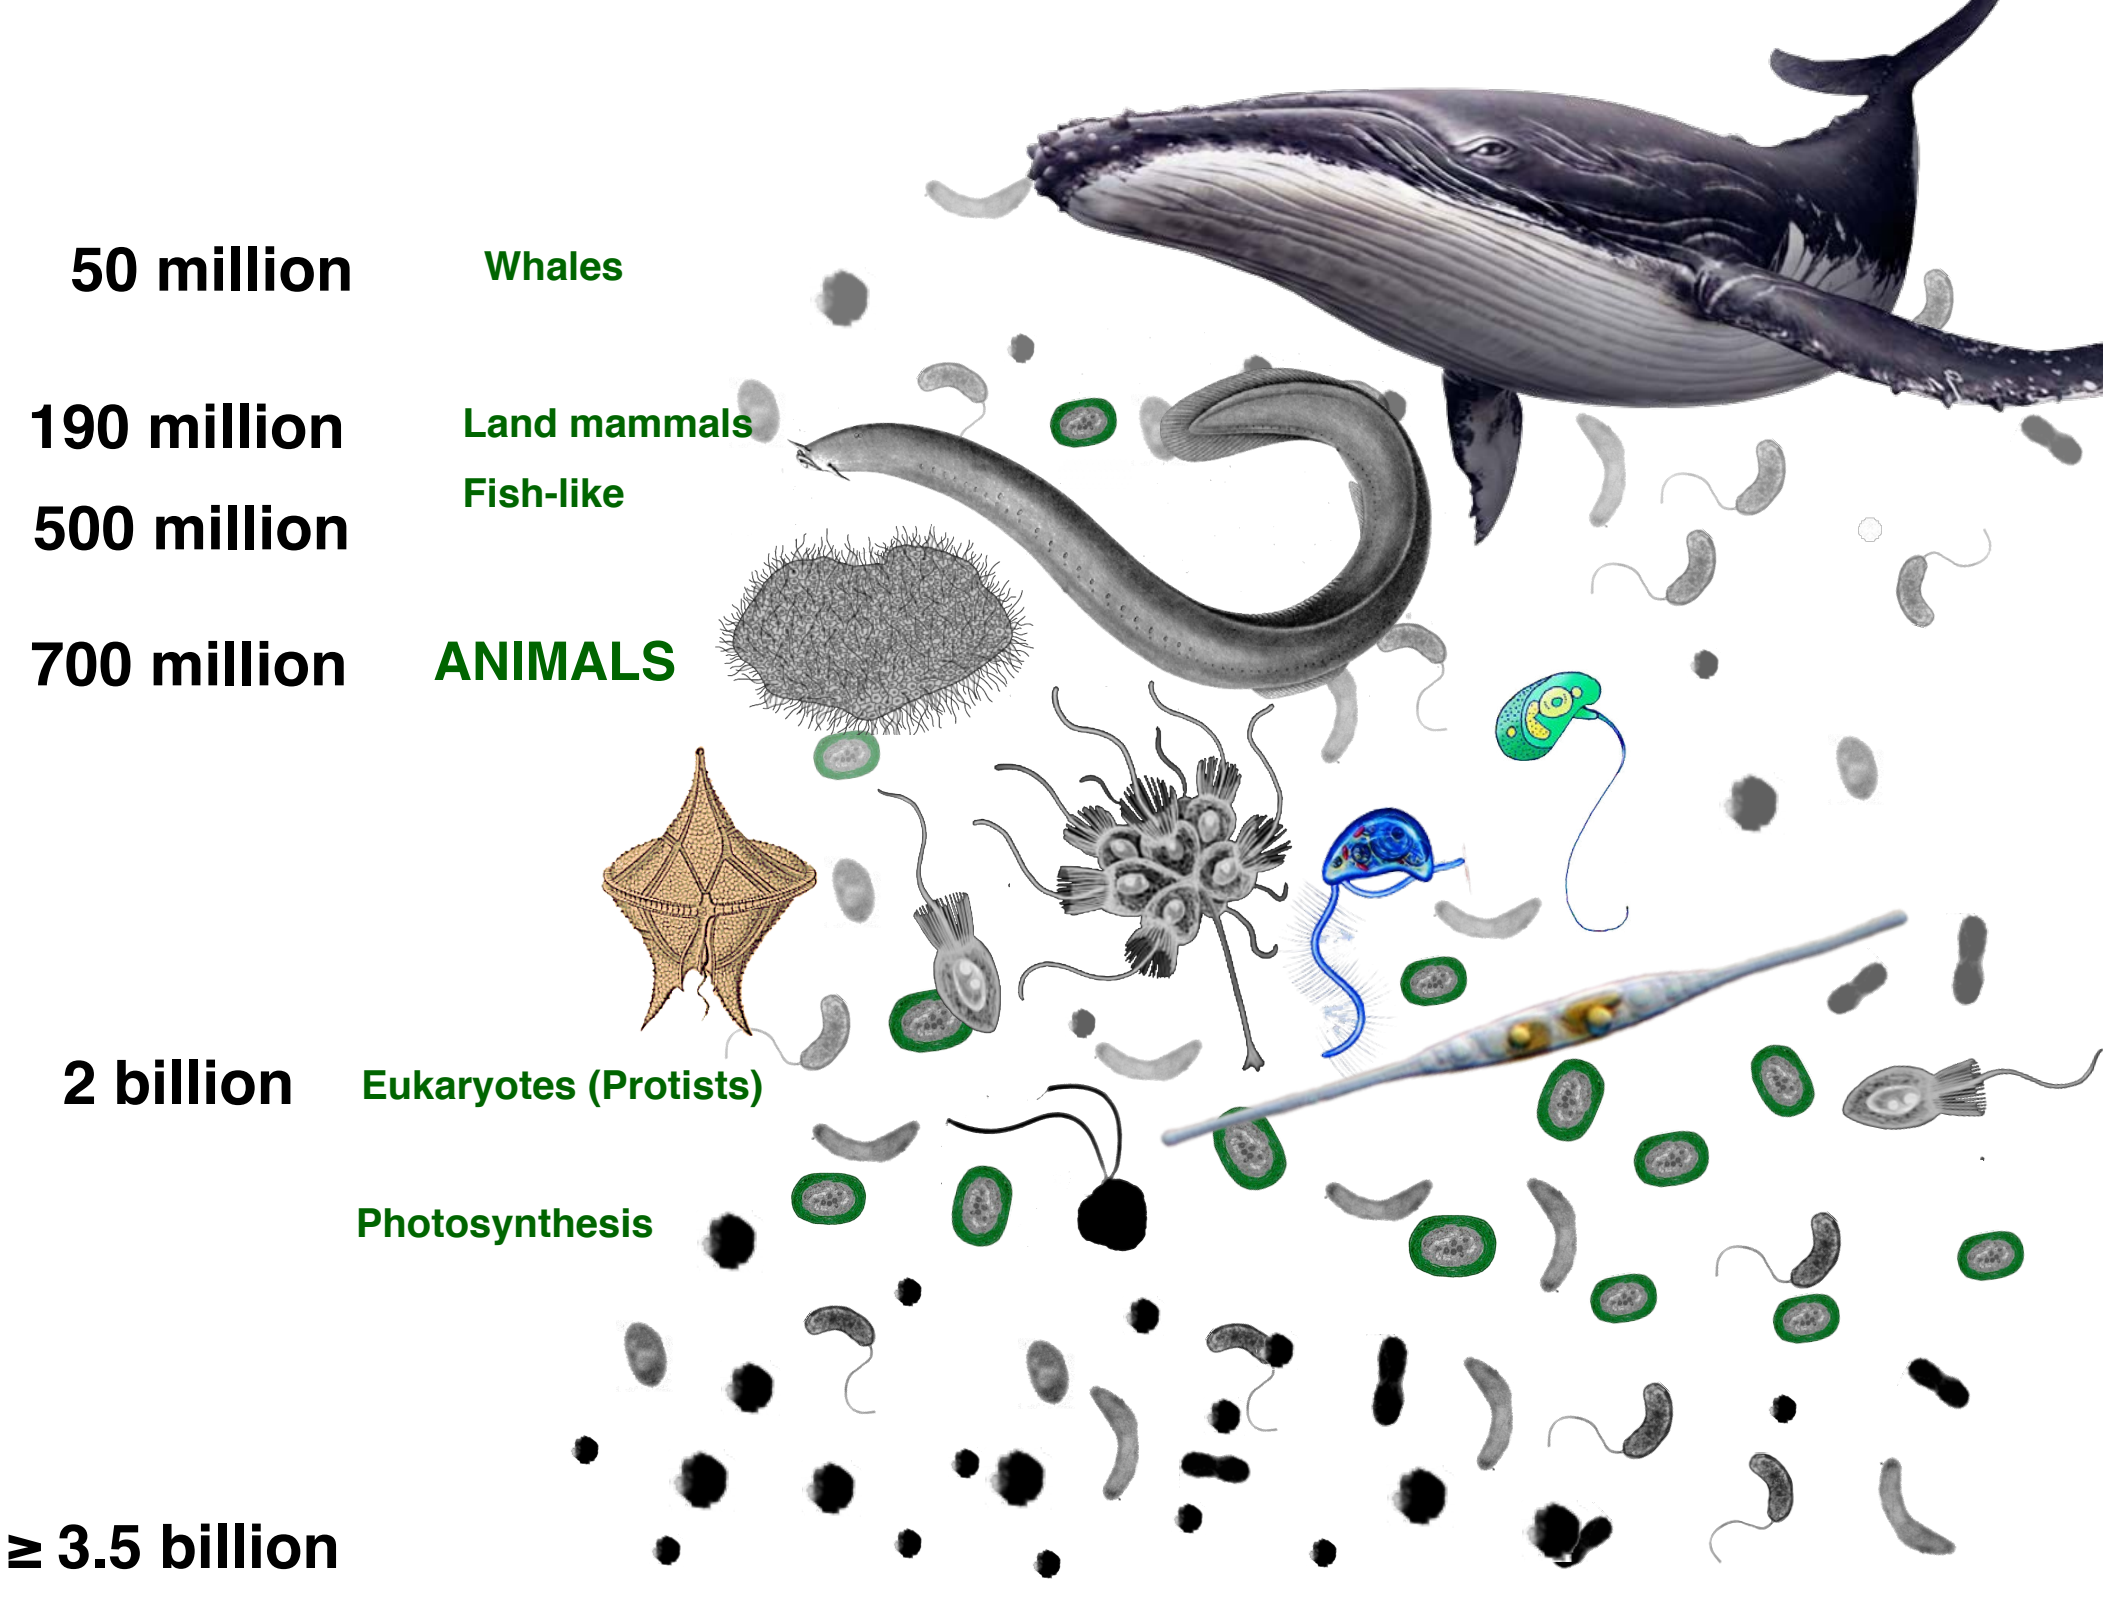 50 million Whales
190 million Land mammals
Fish-like
500 million
700 million ANIMALS
2 billion Eukaryotes (Protists)
Photosynthesis
≥ 3.5 billion